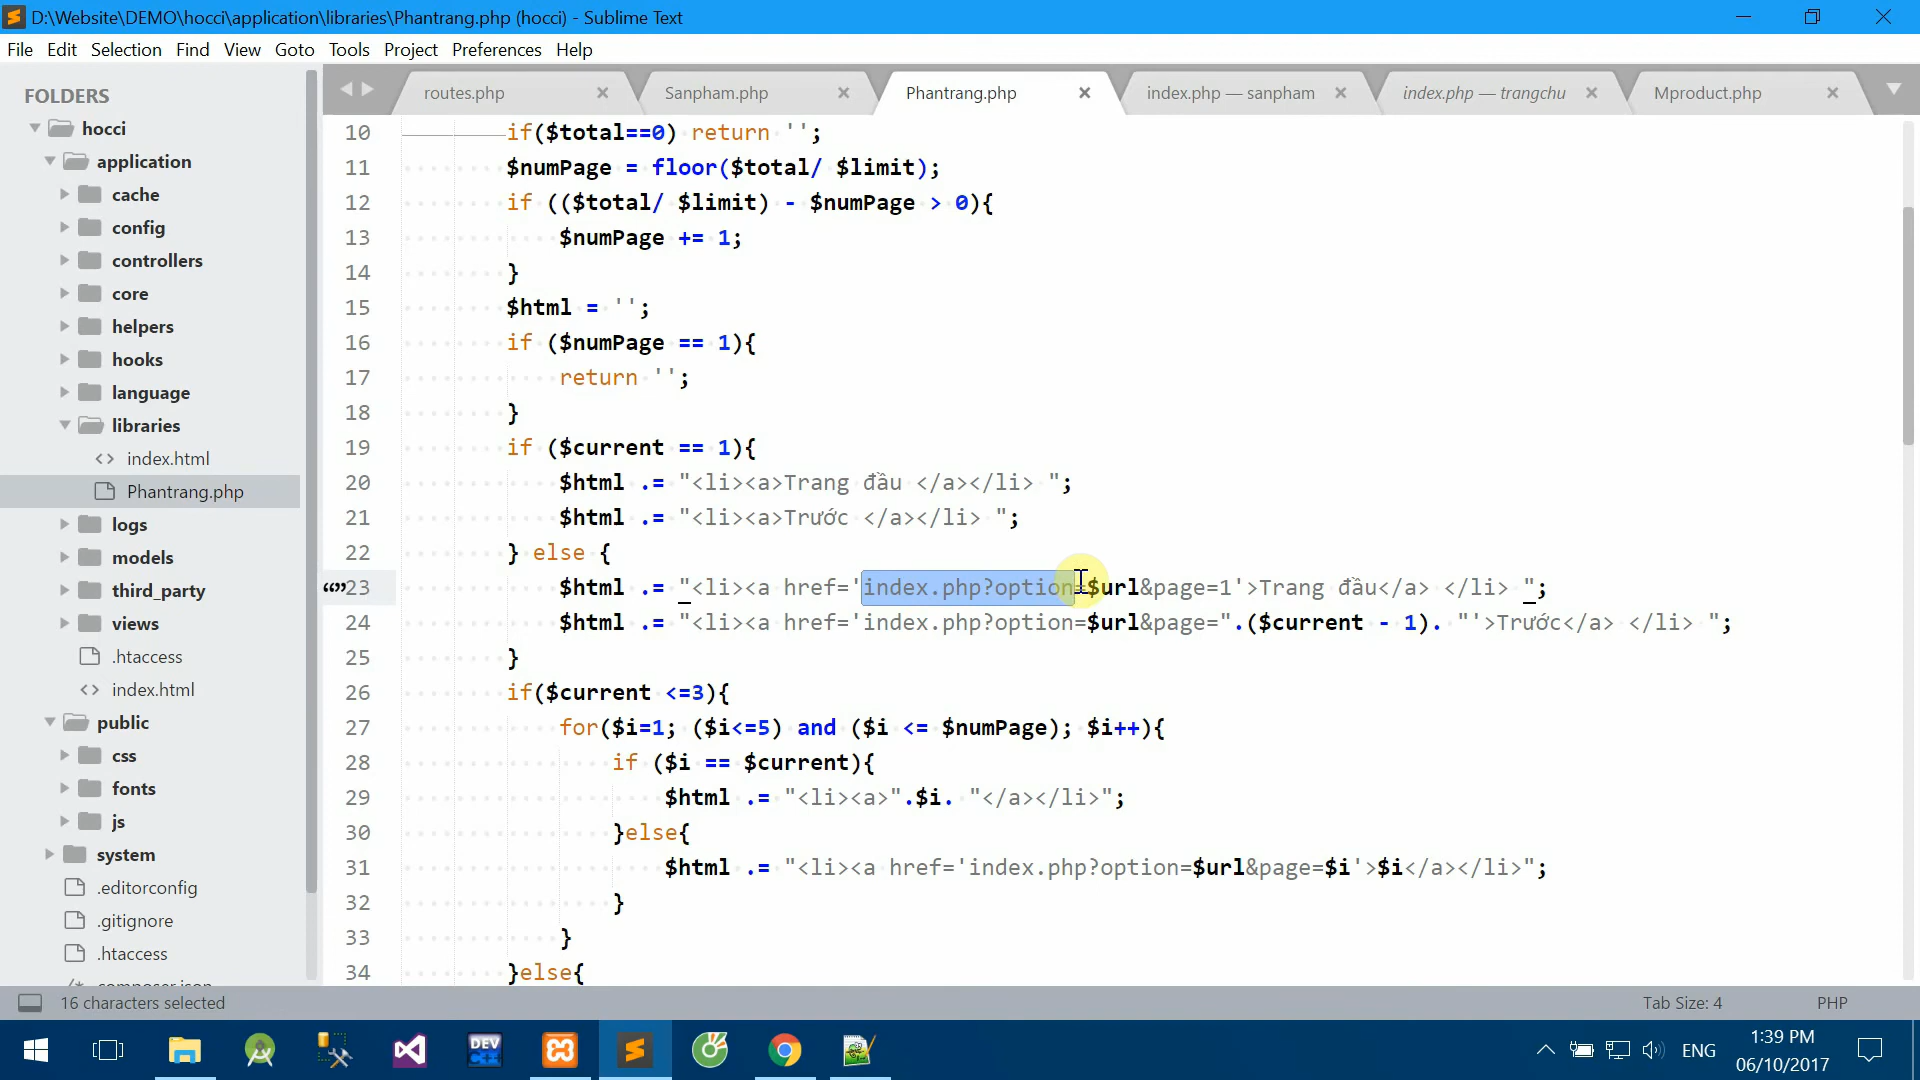 D:\Website\DEMO\hocci\application\libraries\Phantrang.php (hocci) - Sublime Text
File Edit Selection Find View Goto Tools Project Preferences Help
FOLDERS
hocci
application
cache
config
controllers
core
helpers
hooks
language
libraries
<> index.html
Phantrang.php
logs
models
third_party
views
.htaccess
<> index.html
public
css
fonts
js
system
.editorconfig
.gitignore
.htaccess
routes.php Sanpham.php Phantrang.php index.php — sanpham index.php — trangchu Mproduct.php
10 if($total==0) return '';
11 $numPage = floor($total/ $limit);
12 if (($total/ $limit) - $numPage > 0){
13 $numPage += 1;
14 }
15 $html = '';
16 if ($numPage == 1){
17 return '';
18 }
19 if ($current == 1){
20 $html .= "<li><a>Trang đầu </a></li> ";
21 $html .= "<li><a>Trước </a></li> ";
22 } else {
23 $html .= "<li><a href='index.php?option=$url&page=1'>Trang đầu</a> </li> ";
24 $html .= "<li><a href='index.php?option=$url&page=".($current - 1). "'>Trước</a> </li> ";
25 }
26 if($current <=3){
27 for($i=1; ($i<=5) and ($i <= $numPage); $i++){
28 if ($i == $current){
29 $html .= "<li><a>".$i. "</a></li>";
30 }else{
31 $html .= "<li><a href='index.php?option=$url&page=$i'>$i</a></li>";
32 }
33 }
34 }else{
16 characters selected
Tab Size: 4 PHP
DEV C++
ENG
1:39 PM
06/10/2017